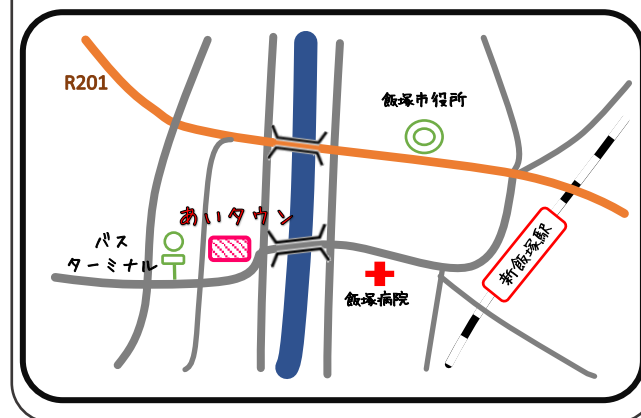 R201
飯塚市役所
あいタウン
バス
ターミナル
新飯塚駅
飯塚病院